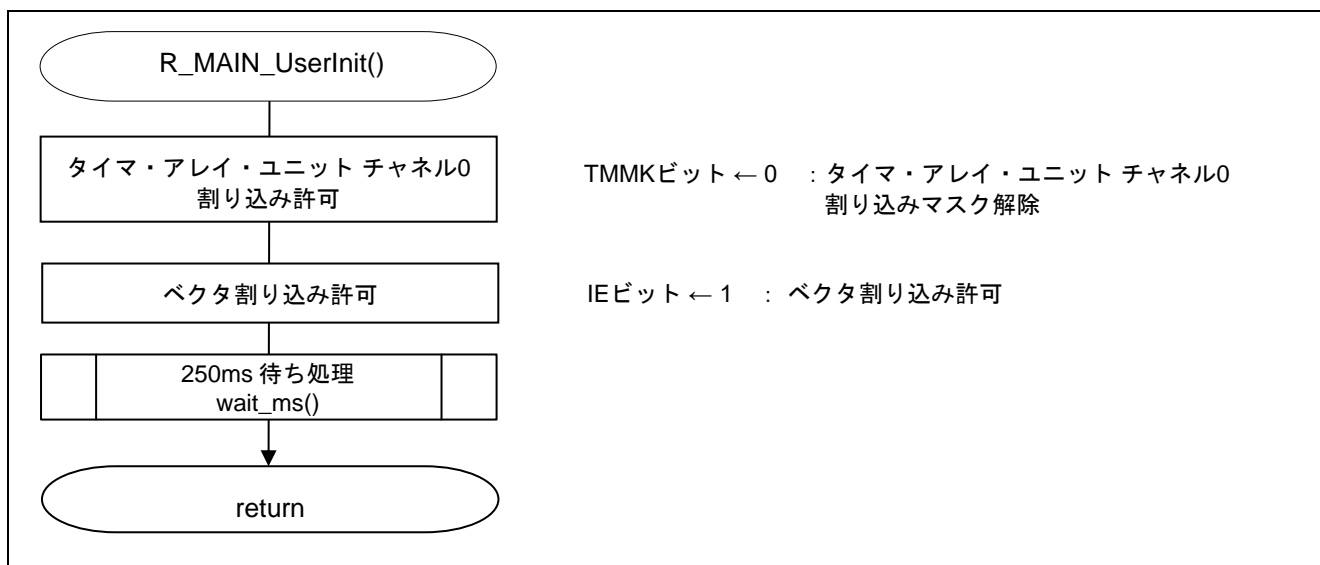 R_MAIN_UserInit()
タイマ・アレイ・ユニット チャネル0
割り込み許可
TMMKビット ← 0 : タイマ・アレイ・ユニット チャネル0
割り込みマスク解除
ベクタ割り込み許可
IEビット ← 1 : ベクタ割り込み許可
250ms 待ち処理
wait_ms()
return